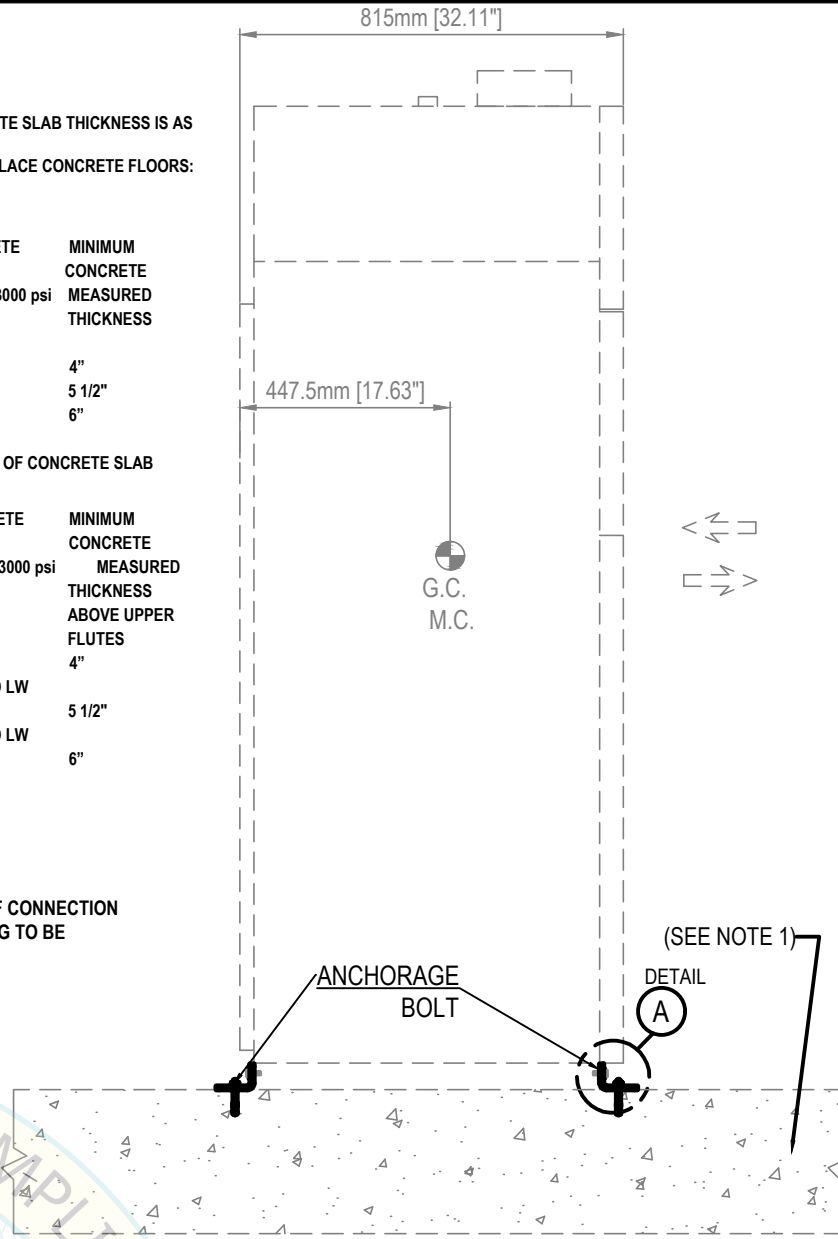 815mm [32.11"]
TE SLAB THICKNESS IS AS
LACE CONCRETE FLOORS:
ETE MINIMUM
CONCRETE
3000 psi MEASURED
THICKNESS
4”
5 1/2"
6”
447.5mm [17.63"]
OF CONCRETE SLAB
ETE MINIMUM
CONCRETE
3000 psi MEASURED
THICKNESS
ABOVE UPPER
FLUTES
4”
LW
5 1/2"
LW
6”
G.C.
M.C.
F CONNECTION
G TO BE
(SEE NOTE 1)
ANCHORAGE
BOLT
DETAIL
A
MPLI